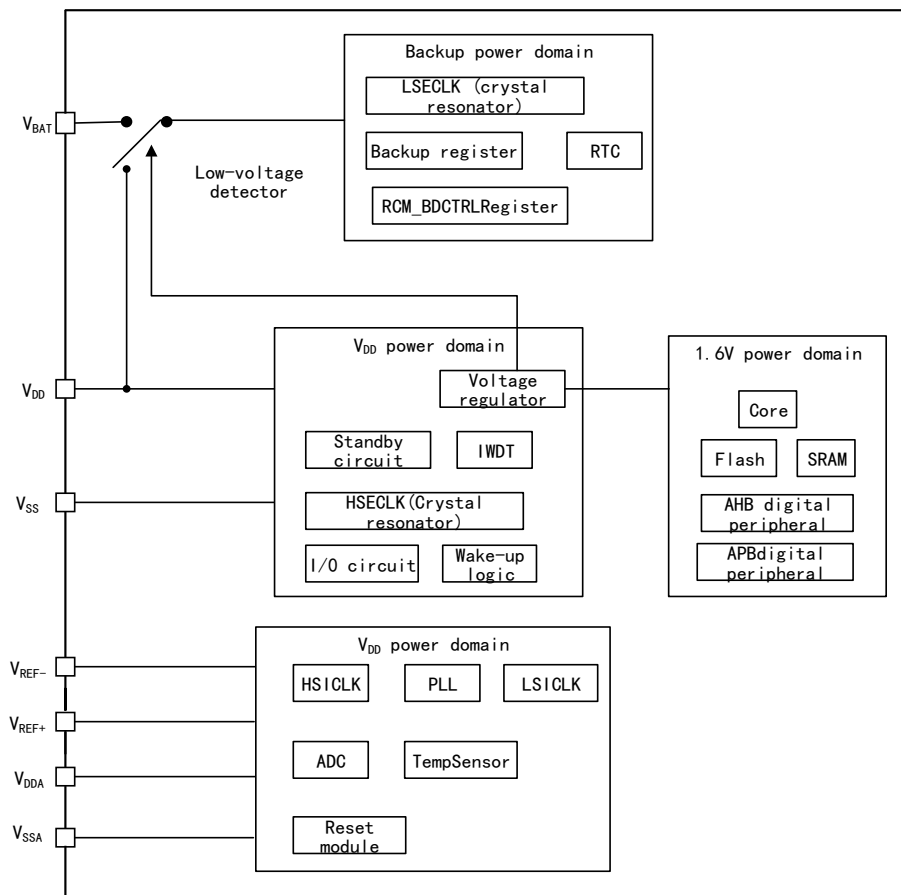 Backup power domain
LSECLK (crystal
resonator)
VBAT
Backup register
RTC
Low-voltage
detector
RCM_BDCTRLRegister
VDD power domain
1.6V power domain
VDD
Voltage
regulator
Core
Standby
circuit
IWDT
Flash
SRAM
VSS
HSECLK(Crystal
resonator)
AHB digital
peripheral
I/O circuit
Wake-up
logic
APBdigital
peripheral
VDD power domain
VREF-
HSICLK
PLL
LSICLK
VREF+
ADC
TempSensor
VDDA
VSSA
Reset
module